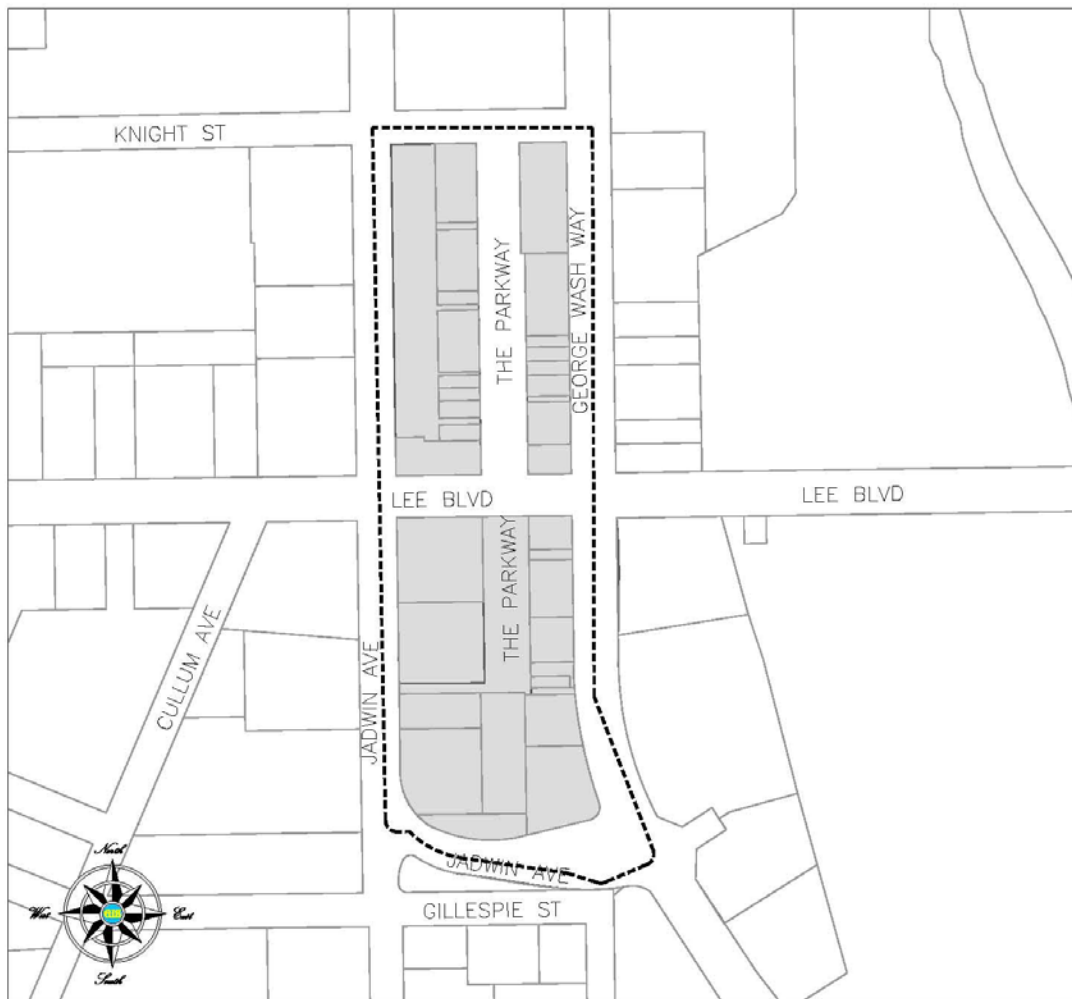 KNIGHT ST
THE PARKWAY
GEORGE WASH WAY
LEE BLVD
LEE BLVD
THE PARKWAY
CULLUM AVE
JADWIN AVE
JADWIN AVE
GILLESPIE ST
North
West
East
South